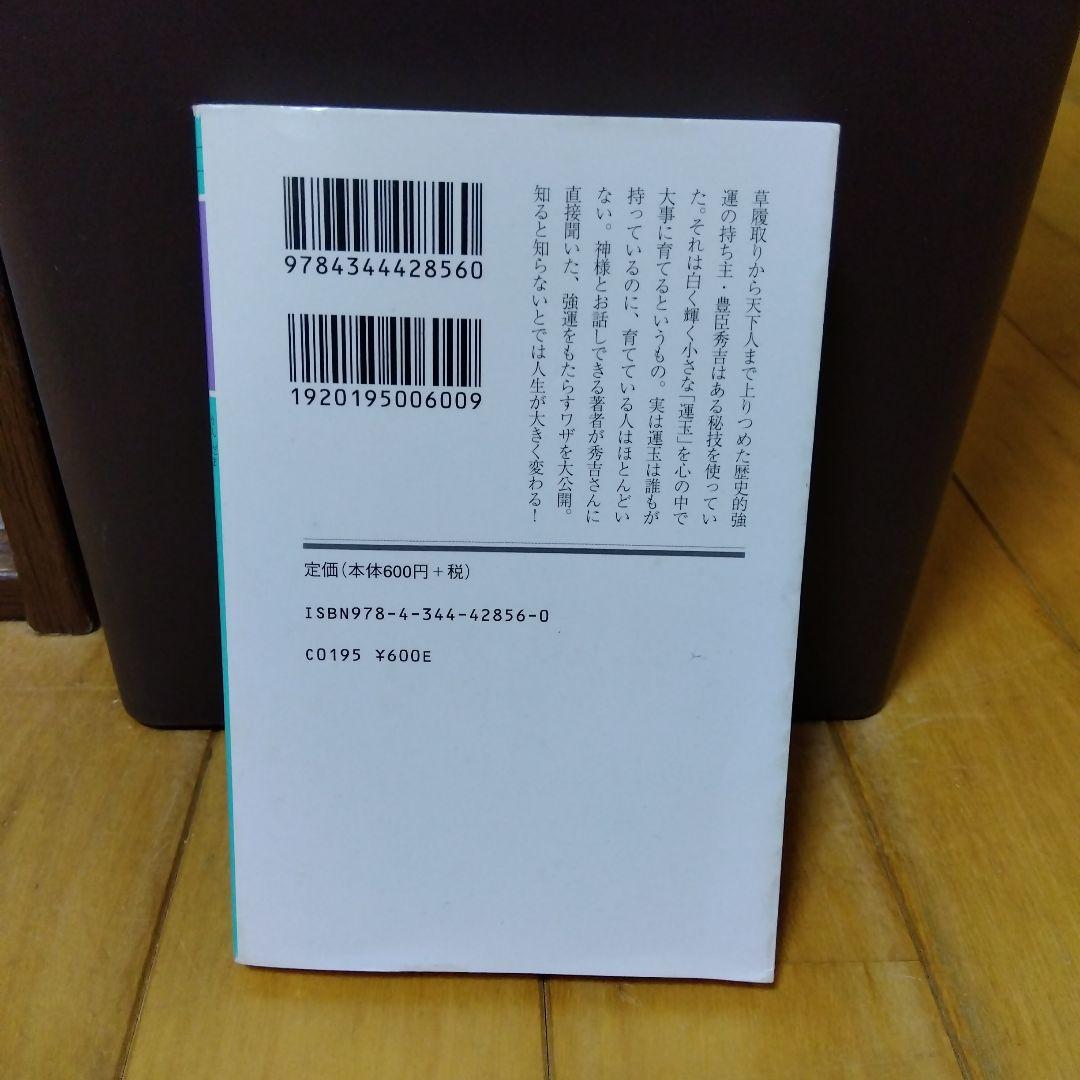 草履取りから天下人まで上りつめた歴史的強
運の持ち主・豊臣秀吉はある秘技を使ってい
た。それは白く輝く小さな「運玉」を心の中で
大事に育てるというもの。実は運玉は誰もが
持っているのに、育てている人はほとんどい
ない。神様とお話しできる著者が秀吉さんに
直接聞いた、強運をもたらすワザを大公開。
知ると知らないとでは人生が大きく変わる！
9784344428560
1920195006009
定価（本体600円＋税）
ISBN978-4-344-42856-0
C0195 ¥600E